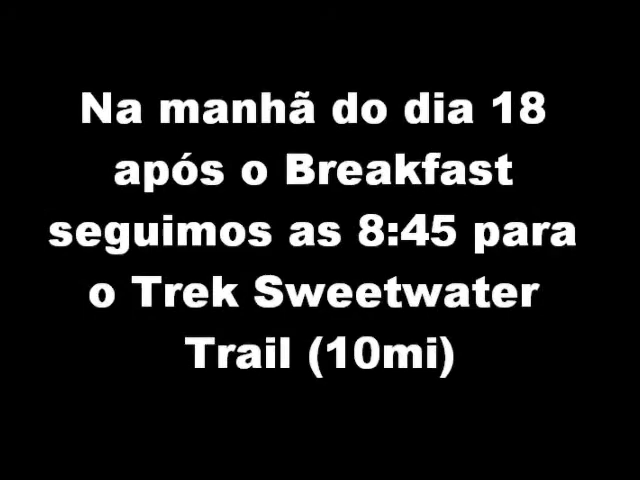 Na manhã do dia 18
após o Breakfast
seguimos as 8:45 para
o Trek Sweetwater
Trail (10mi)